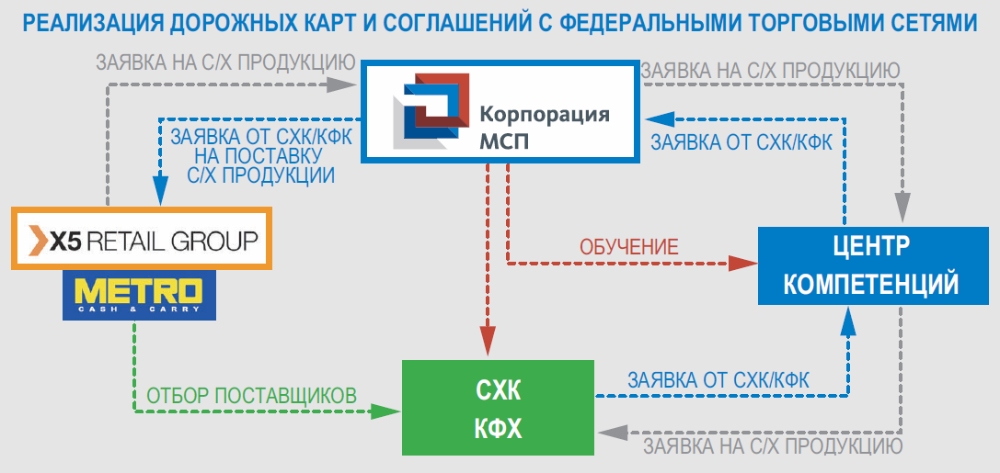 РЕАЛИЗАЦИЯ ДОРОЖНЫХ КАРТ И СОГЛАШЕНИЙ С ФЕДЕРАЛЬНЫМИ ТОРГОВЫМИ СЕТЯМИ
ЗАЯВКА НА С/Х ПРОДУКЦИЮ
ЗАЯВКА НА С/Х ПРОДУКЦИЮ
Корпорация
МСП
ЗАЯВКА ОТ СХК/КФК
НА ПОСТАВКУ
С/Х ПРОДУКЦИИ
ЗАЯВКА ОТ СХК/КФК
X5 RETAIL GROUP
METRO
CASH & CARRY
ОБУЧЕНИЕ
ЦЕНТР
КОМПЕТЕНЦИЙ
ОТБОР ПОСТАВЩИКОВ
СХК
КФХ
ЗАЯВКА ОТ СХК/КФК
ЗАЯВКА НА С/Х ПРОДУКЦИЮ